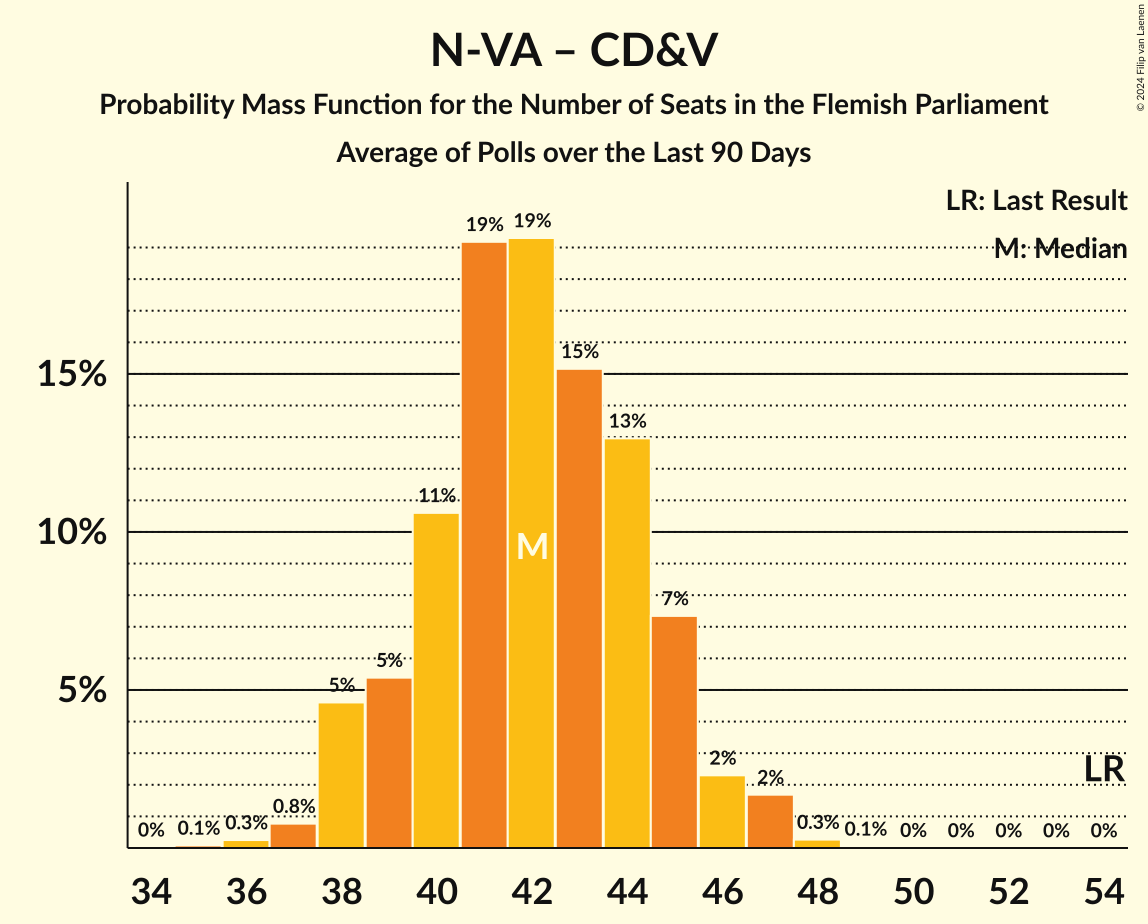 N-VA – CD&V
Probability Mass Function for the Number of Seats in the Flemish Parliament
Average of Polls over the Last 90 Days
© 2024 Filip van Laenen
LR: Last Result
M: Median
15%
10%
5%
0%
0.1%
0.3%
0.8%
5%
5%
11%
19%
19%
15%
13%
7%
2%
2%
0.3%
0.1%
0%
0%
0%
0%
0%
M
LR
34 36 38 40 42 44 46 48 50 52 54